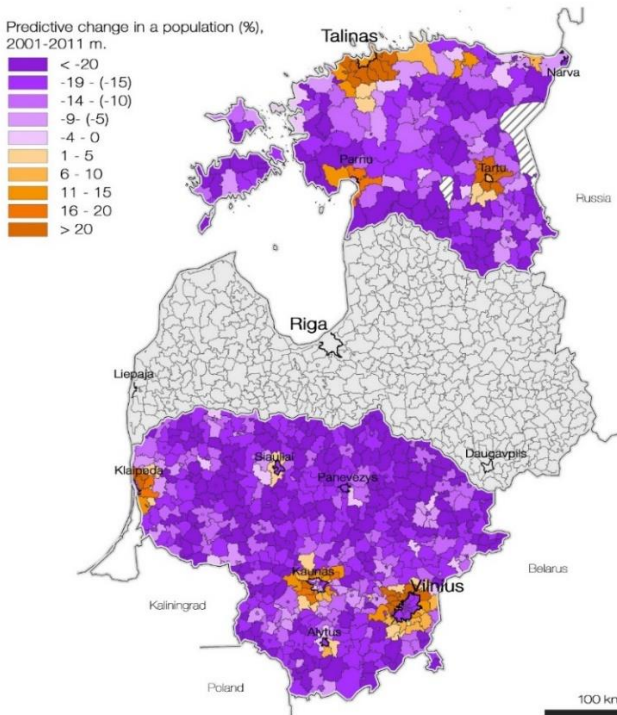 Predictive change in a population (%),
2001-2011 m.
< -20
-19 - (-15)
-14 - (-10)
-9- (-5)
-4 - 0
1 - 5
6 - 10
11 - 15
16 - 20
> 20
Talinas
Narva
Parnu
Tartu
Russia
Riga
Liepaja
Daugavpils
Klaipuda
Siauliai
Panevezys
Kaunas
Vilnius
Belarus
Kaliningrad
Alytus
Poland
100 km